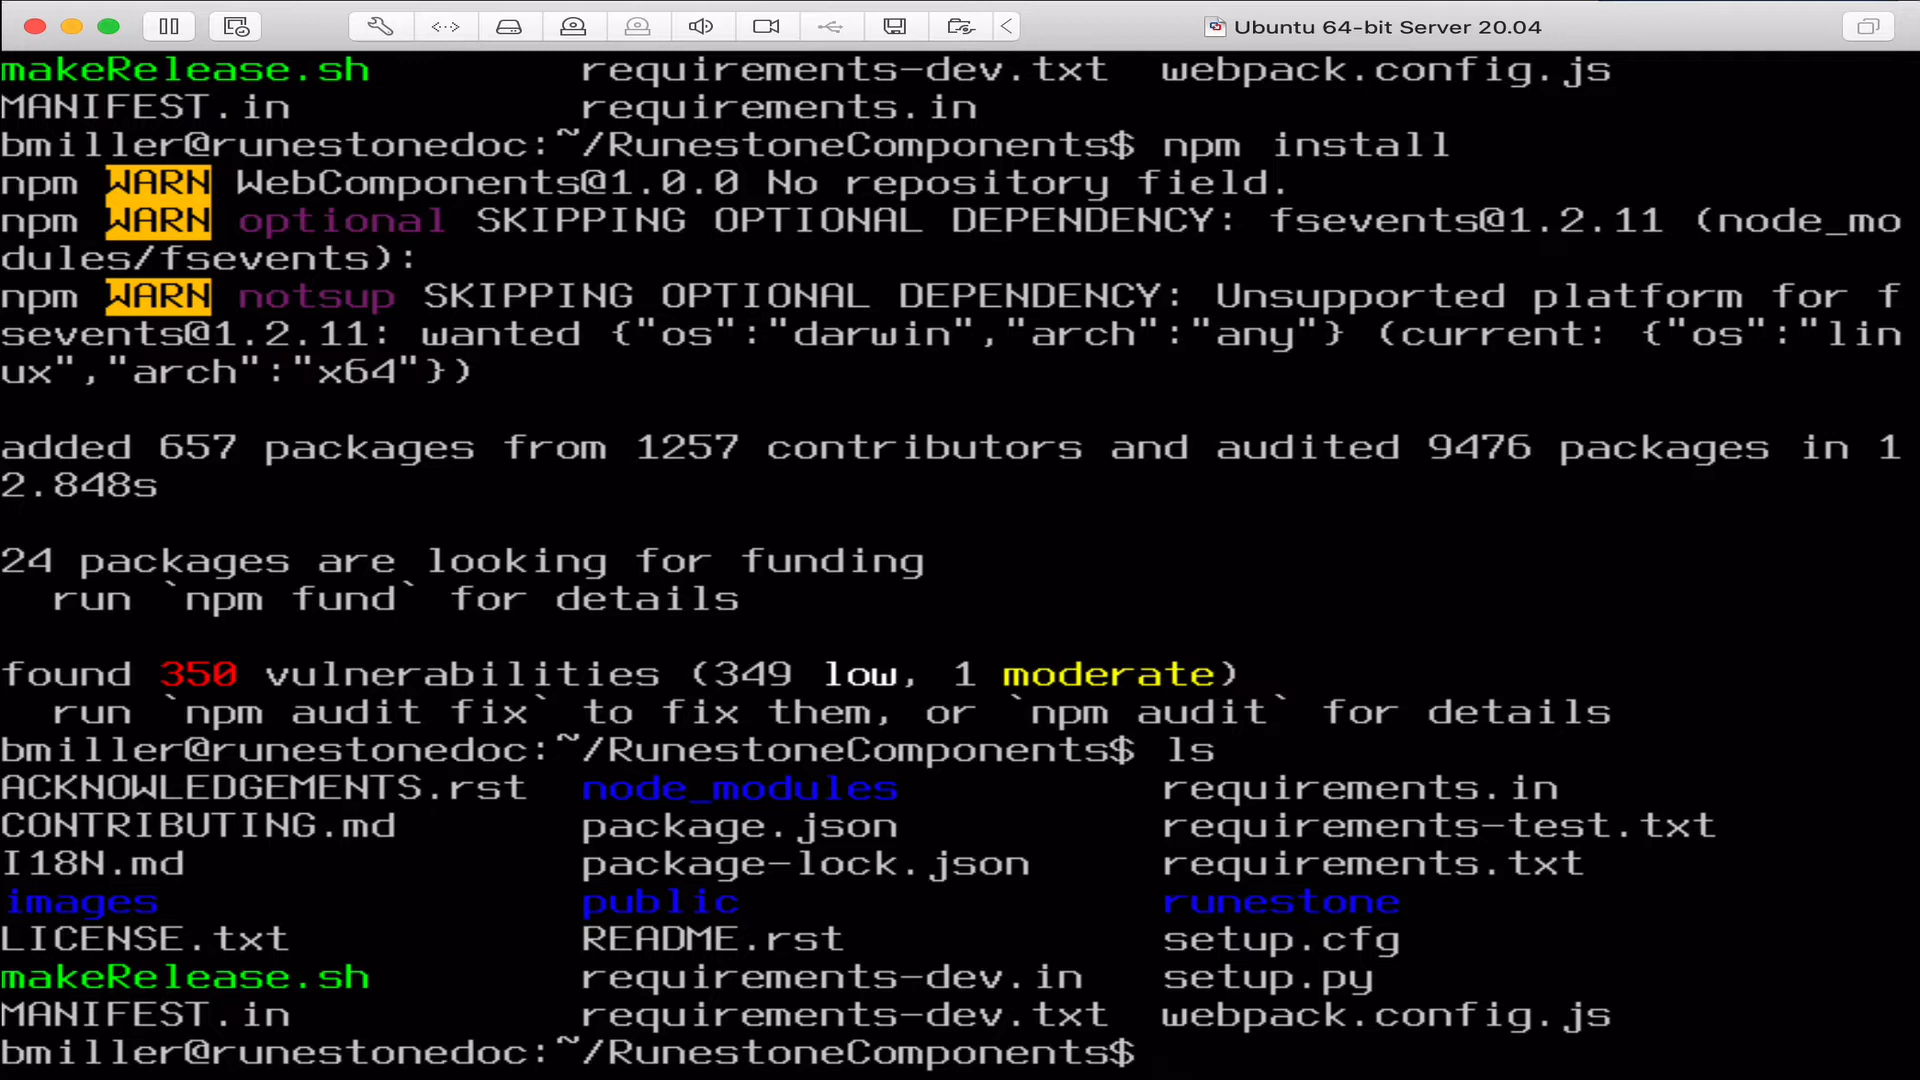 Ubuntu 64-bit Server 20.04
makeRelease.sh requirements-dev.txt webpack.config.js
MANIFEST.in requirements.in
bmiller@runestonedoc:~/RunestoneComponents$ npm install
npm WARN WebComponents@1.0.0 No repository field.
npm WARN optional SKIPPING OPTIONAL DEPENDENCY: fsevents@1.2.11 (node_mo
dules/fsevents):
npm WARN notsup SKIPPING OPTIONAL DEPENDENCY: Unsupported platform for f
sevents@1.2.11: wanted {"os":"darwin","arch":"any"} (current: {"os":"lin
ux","arch":"x64"})
added 657 packages from 1257 contributors and audited 9476 packages in 1
2.848s
24 packages are looking for funding
run `npm fund` for details
found 350 vulnerabilities (349 low, 1 moderate)
run `npm audit fix` to fix them, or `npm audit` for details
bmiller@runestonedoc:~/RunestoneComponents$ ls
ACKNOWLEDGEMENTS.rst node_modules requirements.in
CONTRIBUTING.md package.json requirements-test.txt
I18N.md package-lock.json requirements.txt
images public runestone
LICENSE.txt README.rst setup.cfg
makeRelease.sh requirements-dev.in setup.py
MANIFEST.in requirements-dev.txt webpack.config.js
bmiller@runestonedoc:~/RunestoneComponents$